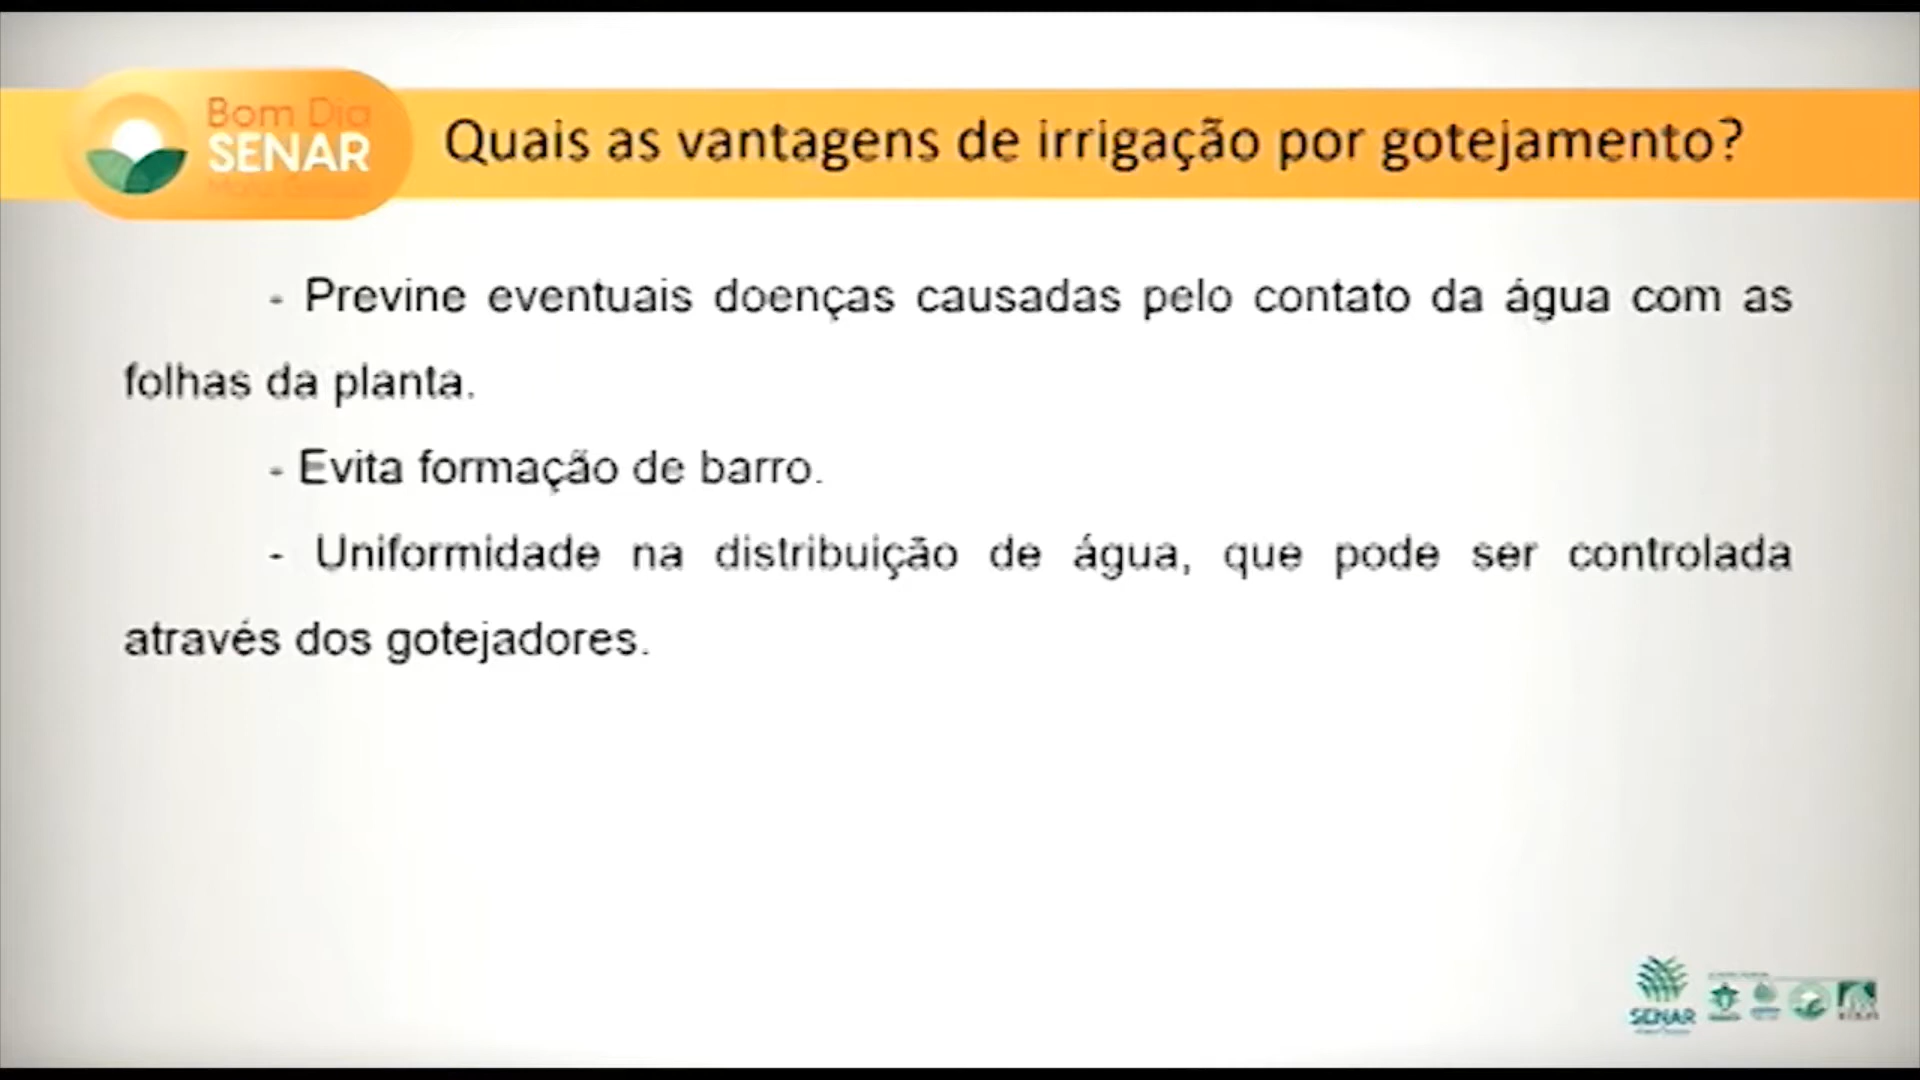 Bom Dia
SENAR
Quais as vantagens de irrigação por gotejamento?
- Previne eventuais doenças causadas pelo contato da água com as
folhas da planta.
- Evita formação de barro.
- Uniformidade na distribuição de água, que pode ser controlada
através dos gotejadores.
SENAR